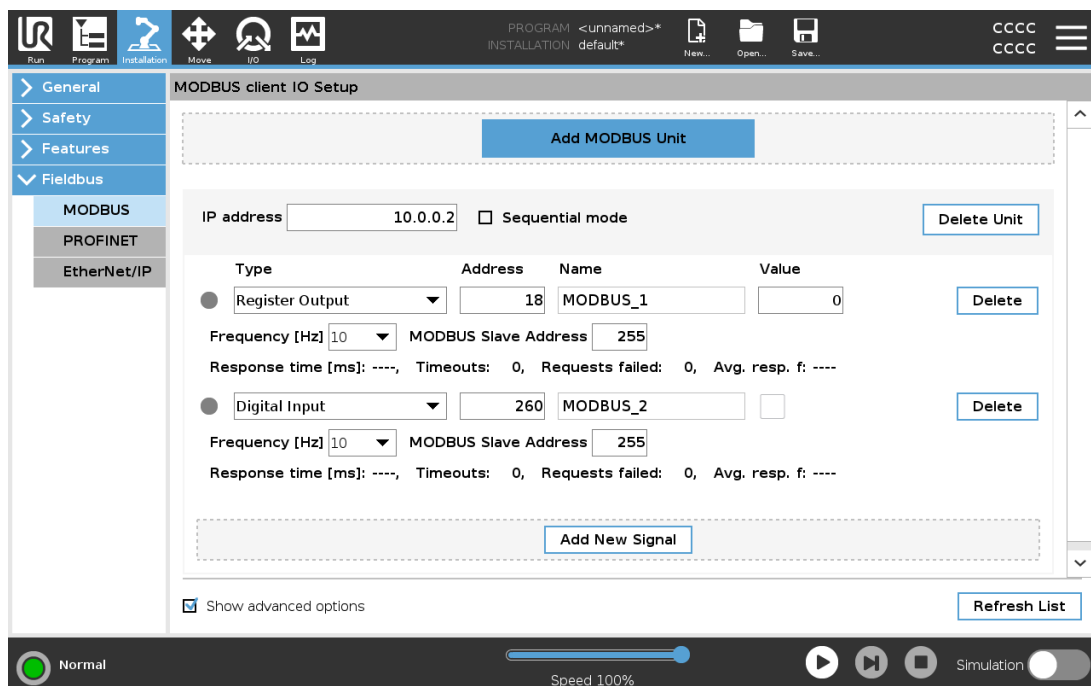 PROGRAM <unnamed>*
INSTALLATION default*
CCCC
CCCC
UR
Run
Program
Installation
Move
I/O
Log
New...
Open...
Save...
General
Safety
Features
Fieldbus
MODBUS
PROFINET
EtherNet/IP
MODBUS client IO Setup
Add MODBUS Unit
IP address 10.0.0.2 Sequential mode Delete Unit
Type Address Name Value
Register Output 18 MODBUS_1 0 Delete
Frequency [Hz] 10 MODBUS Slave Address 255
Response time [ms]: ----, Timeouts: 0, Requests failed: 0, Avg. resp. f: ----
Digital Input 260 MODBUS_2 Delete
Frequency [Hz] 10 MODBUS Slave Address 255
Response time [ms]: ----, Timeouts: 0, Requests failed: 0, Avg. resp. f: ----
Add New Signal
Show advanced options Refresh List
Normal
Speed 100%
Simulation